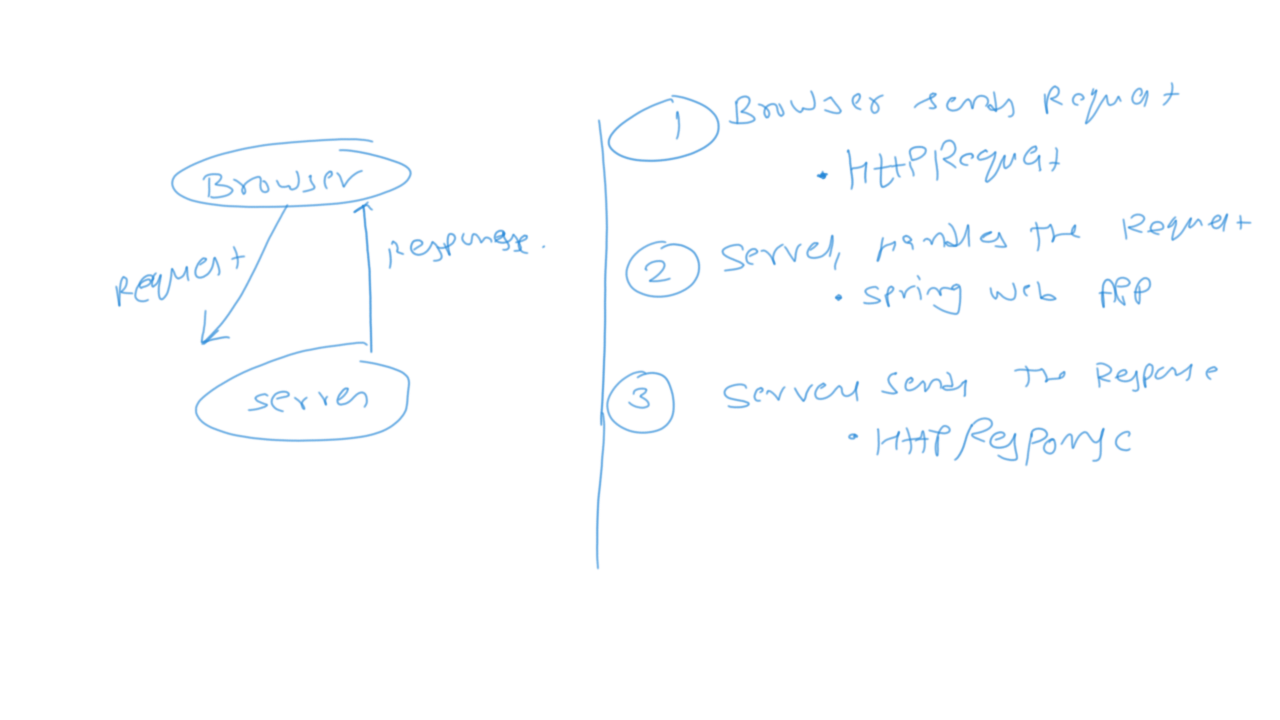 Browser
Request
Response.
Server
1 Browser sends Request
• HTTPRequest
2 Server, handles the Request
• spring web APP
3 Server sends the Response
• HTTPResponse